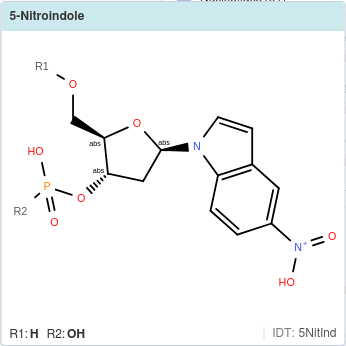 5-Nitroindole
R1
O
O
abs
abs
abs
N
HO
P
R2
O
O
N+
O
HO
R1: H R2: OH
IDT: 5NitInd